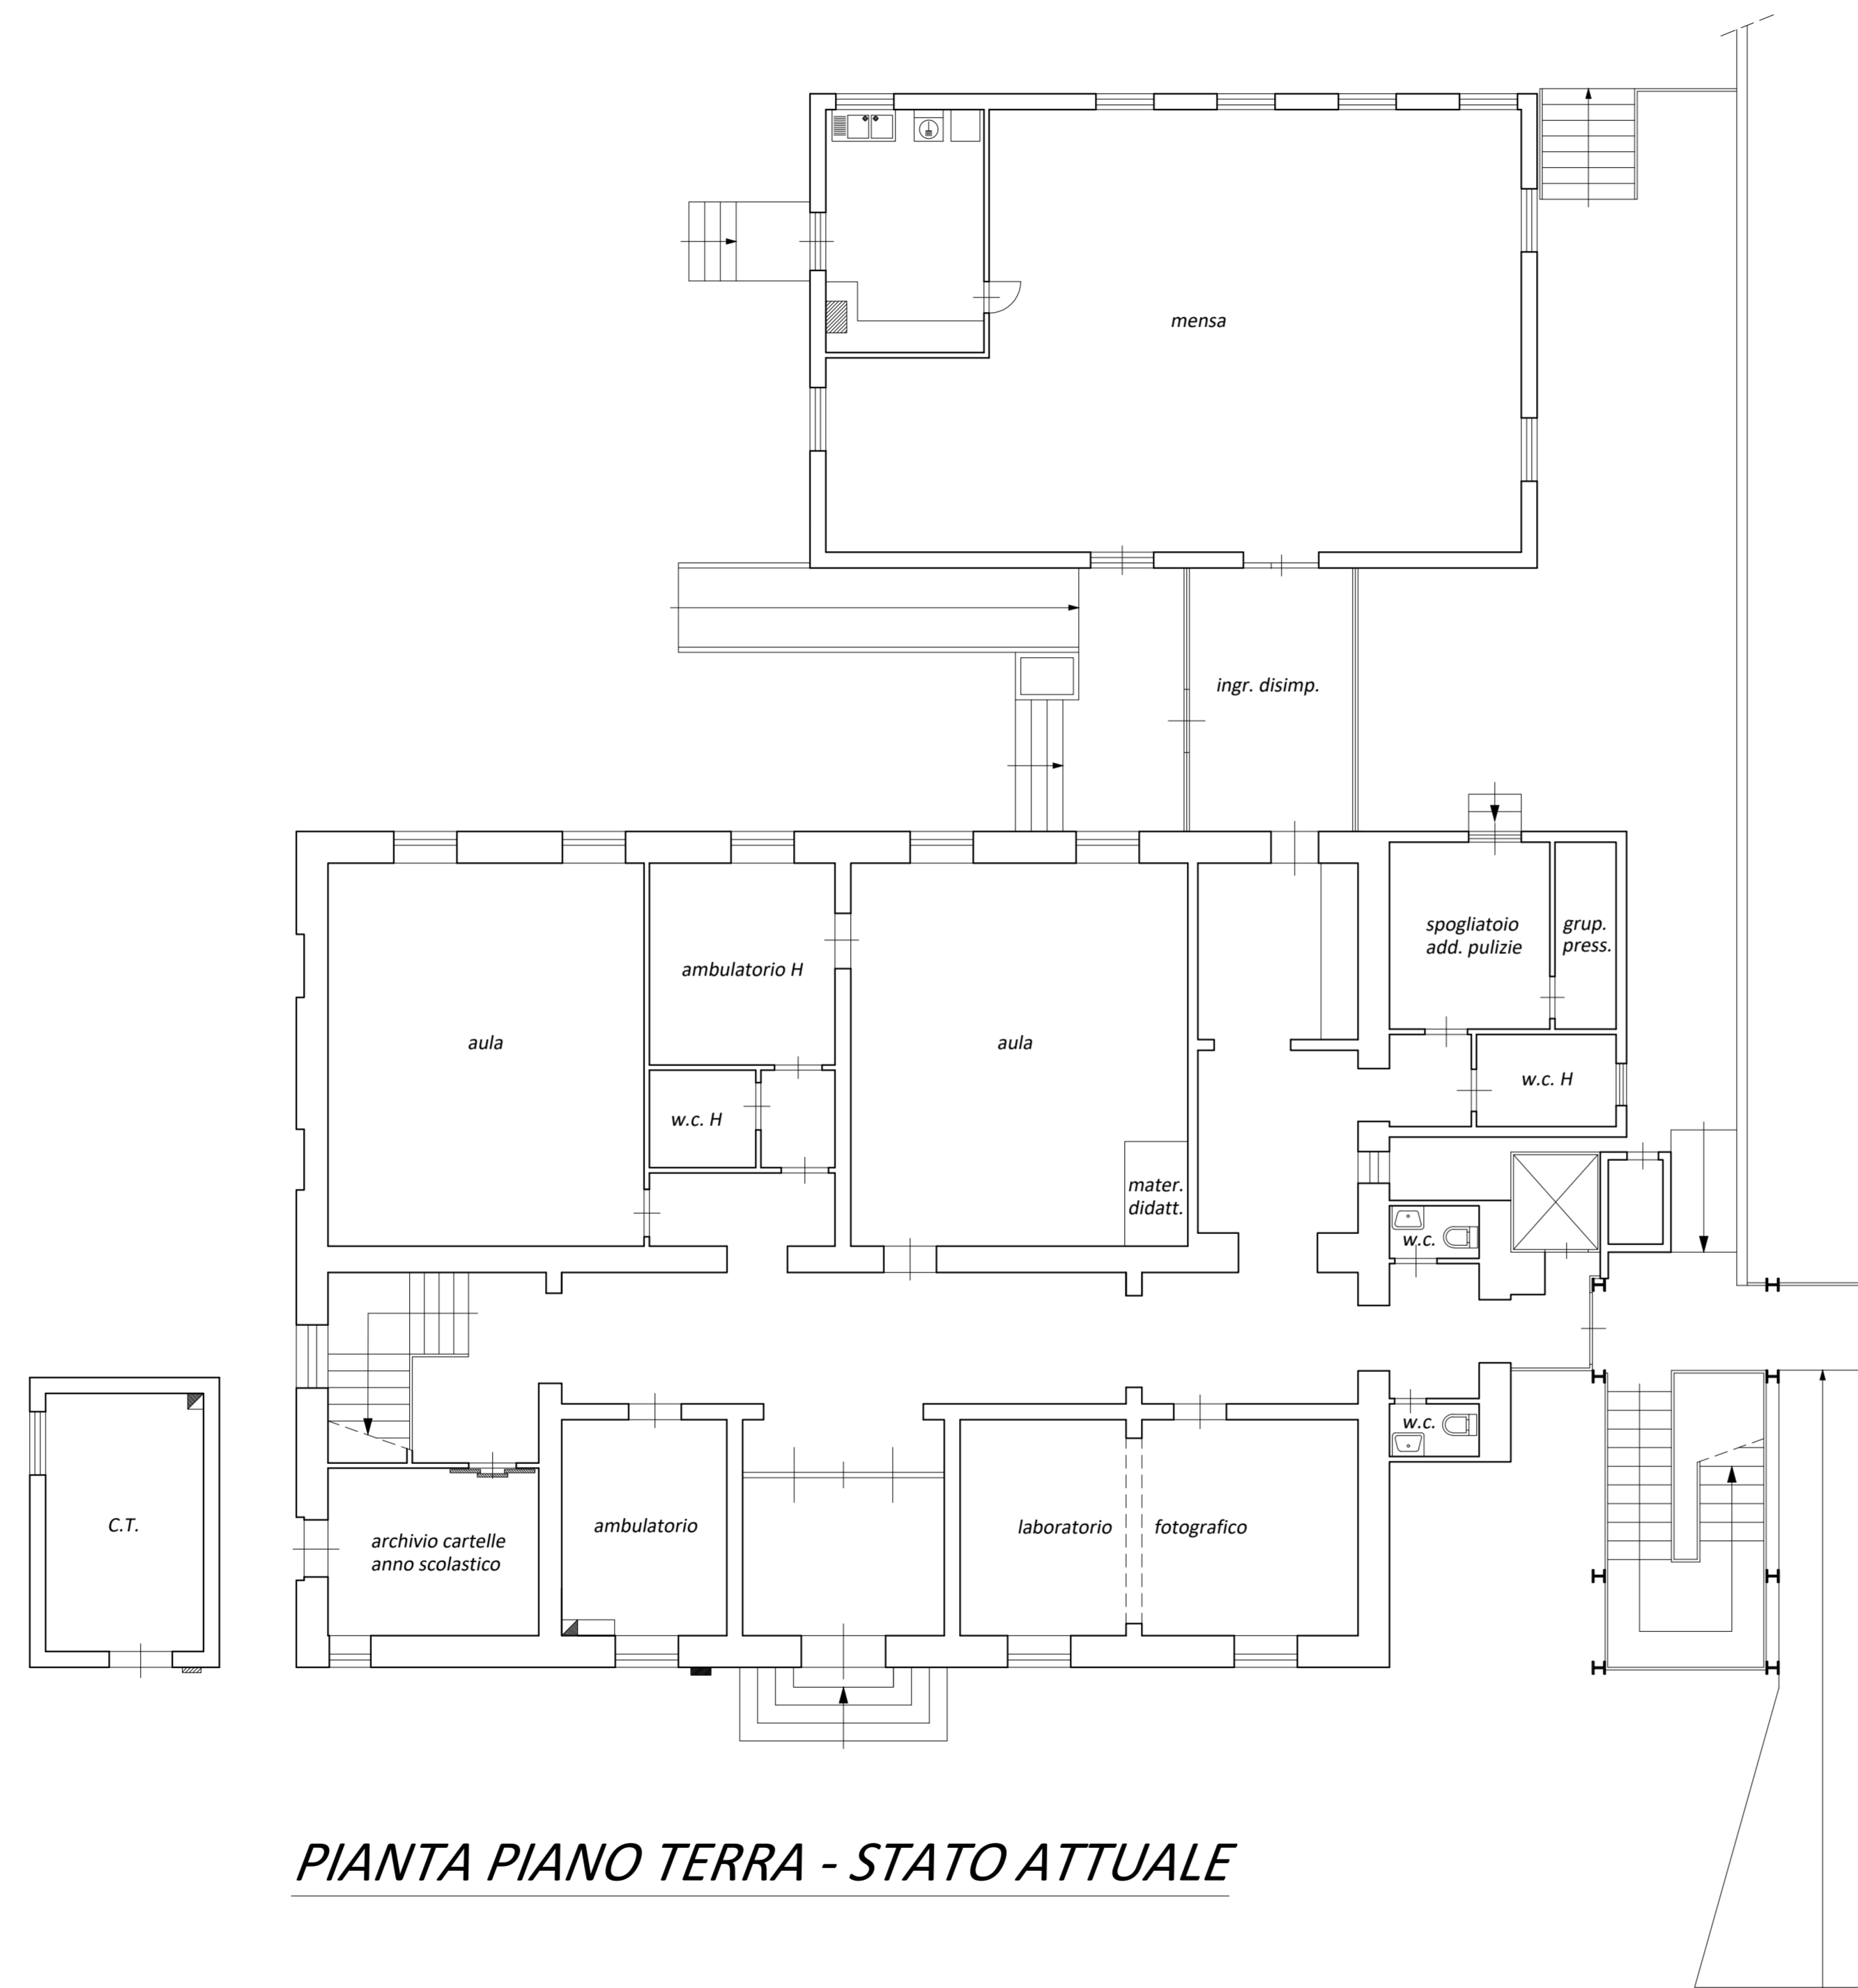 mensa
ingr. disimp.
spogliatoio
add. pulizie
grup.
press.
ambulatorio H
aula
aula
w.c. H
w.c. H
mater.
didatt.
w.c.
w.c.
C.T.
archivio cartelle
anno scolastico
ambulatorio
laboratorio
fotografico
PIANTA PIANO TERRA - STATO ATTUALE